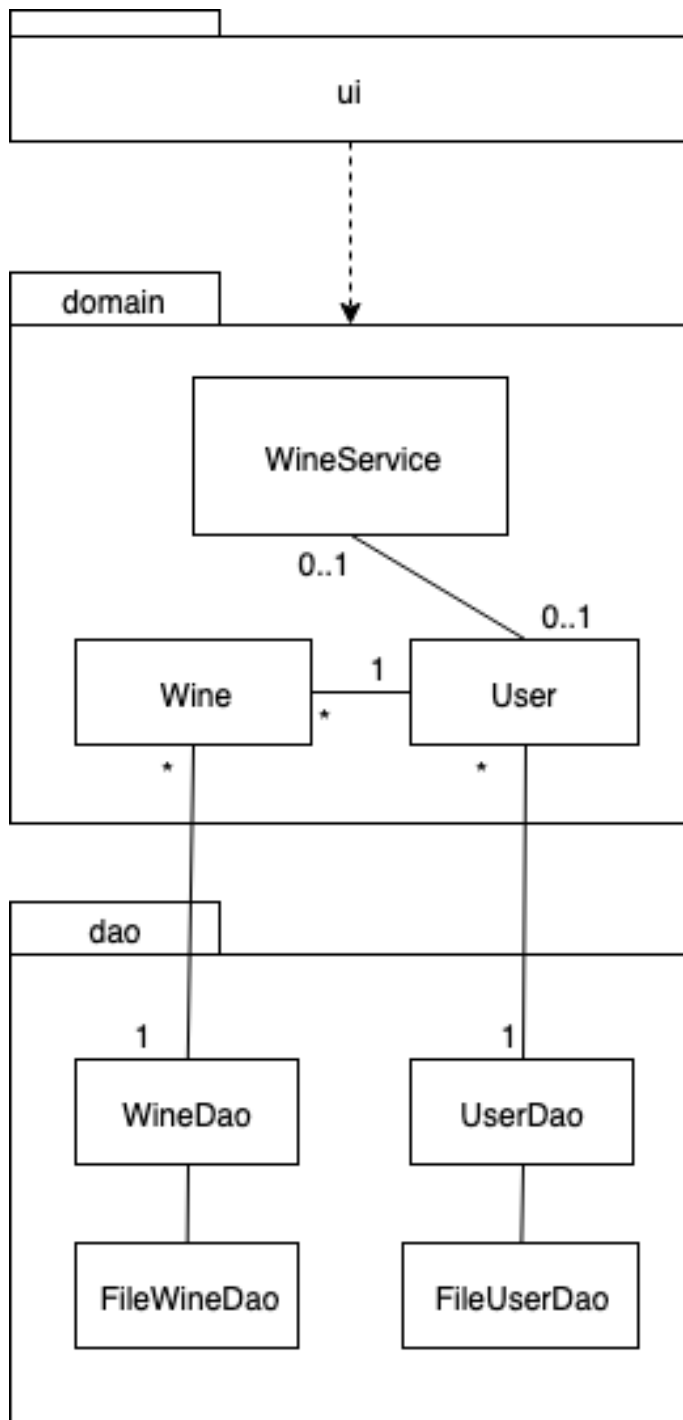 ui
domain
WineService
0..1
0..1
Wine
1
*
User
*
*
dao
1
1
WineDao
UserDao
FileWineDao
FileUserDao